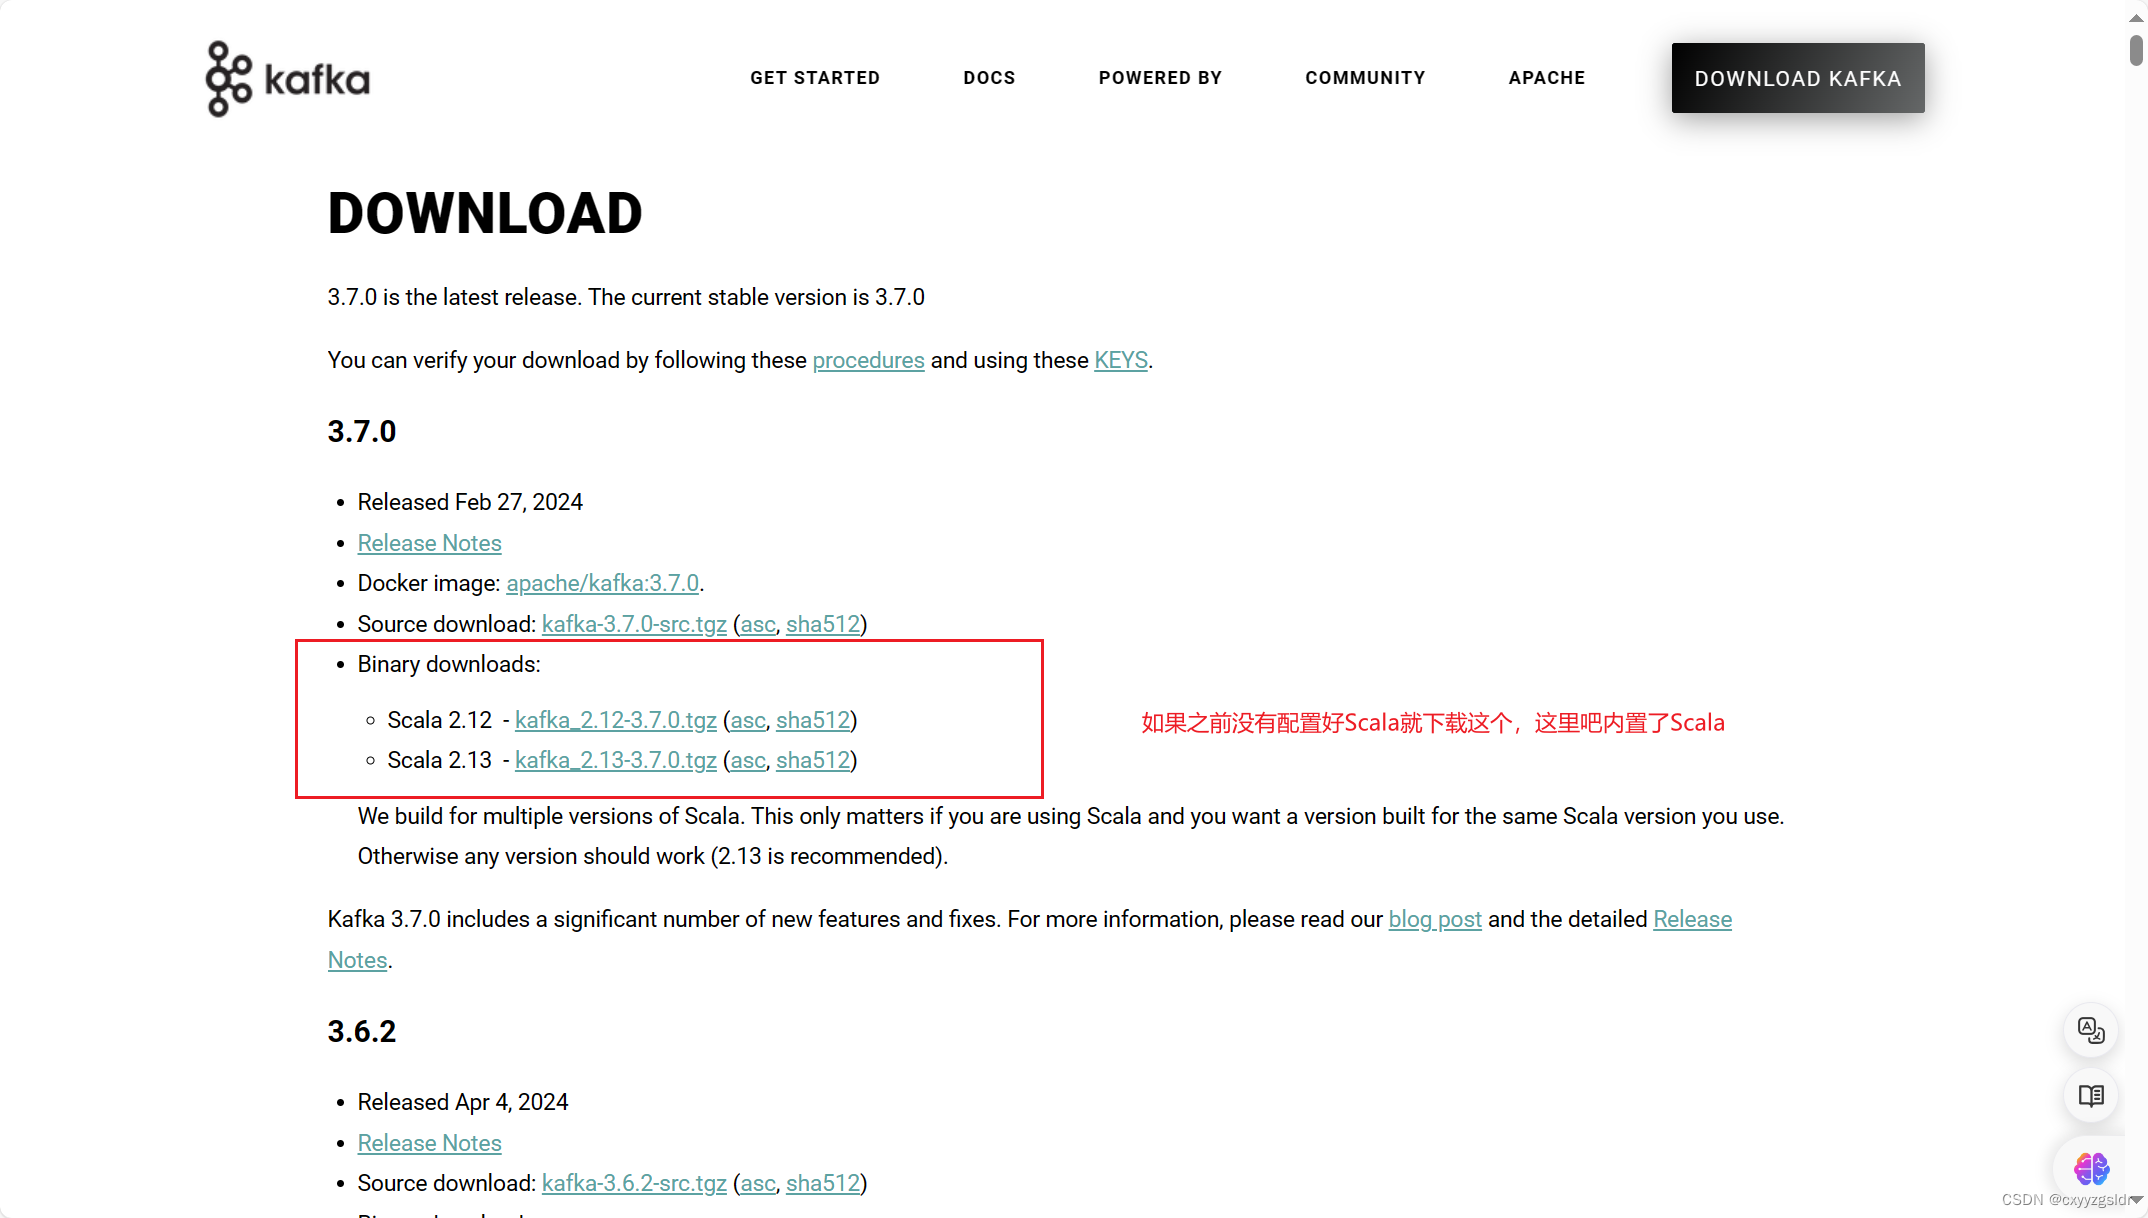 kafka
GET STARTED
DOCS
POWERED BY
COMMUNITY
APACHE
DOWNLOAD KAFKA
DOWNLOAD
3.7.0 is the latest release. The current stable version is 3.7.0
You can verify your download by following these procedures and using these KEYS.
3.7.0
Released Feb 27, 2024
Release Notes
Docker image: apache/kafka:3.7.0.
Source download: kafka-3.7.0-src.tgz (asc, sha512)
Binary downloads:
Scala 2.12 - kafka_2.12-3.7.0.tgz (asc, sha512)
如果之前没有配置好Scala就下载这个，这里吧内置了Scala
Scala 2.13 - kafka_2.13-3.7.0.tgz (asc, sha512)
We build for multiple versions of Scala. This only matters if you are using Scala and you want a version built for the same Scala version you use.
Otherwise any version should work (2.13 is recommended).
Kafka 3.7.0 includes a significant number of new features and fixes. For more information, please read our blog post and the detailed Release
Notes.
3.6.2
Released Apr 4, 2024
Release Notes
Source download: kafka-3.6.2-src.tgz (asc, sha512)
CSDN